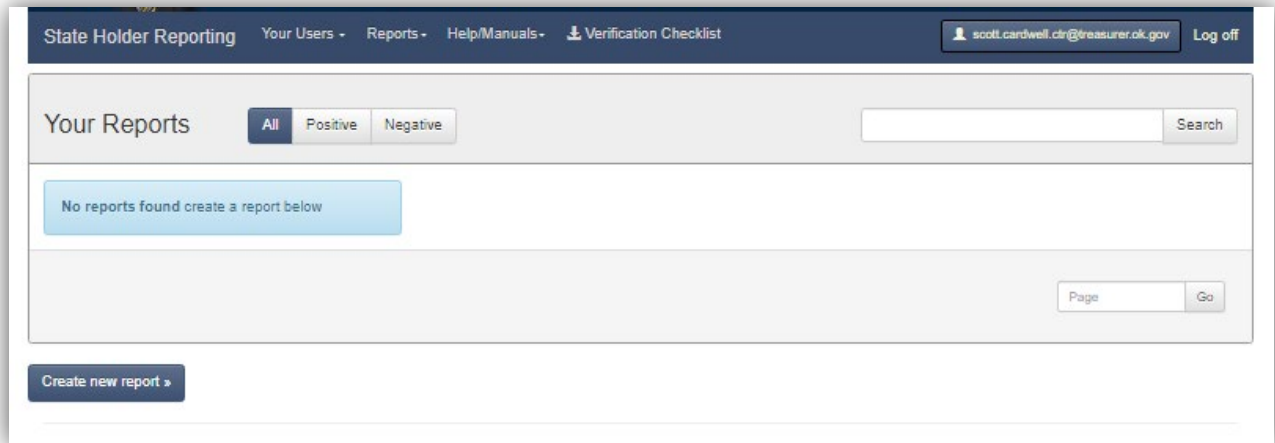 State Holder Reporting Your Users Reports Help/Manuals Verification Checklist scott.cardwell.ctr@treasurer.ok.gov Log off
Your Reports All Positive Negative Search
No reports found create a report below
Page Go
Create new report »